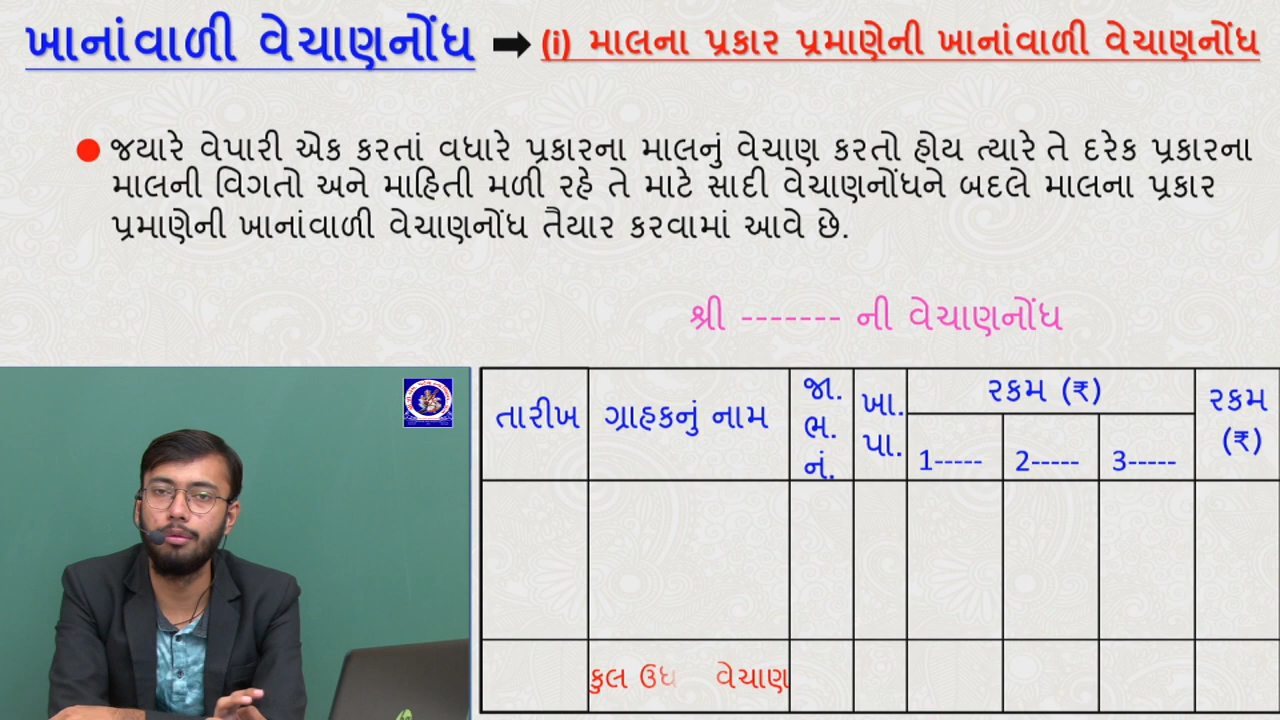 ખાનાંવાળી વેચાણનોંધ ➡ (i) માલના પ્રકાર પ્રમાણેની ખાનાંવાળી વેચાણનોંધ
● જયારે વેપારી એક કરતાં વધારે પ્રકારના માલનું વેચાણ કરતો હોય ત્યારે તે દરેક પ્રકારના
માલની વિગતો અને માહિતી મળી રહે તે માટે સાદી વેચાણનોંધને બદલે માલના પ્રકાર
પ્રમાણેની ખાનાંવાળી વેચાણનોંધ તૈયાર કરવામાં આવે છે.
શ્રી ------- ની વેચાણનોંધ
તારીખ
ગ્રાહકનું નામ
જા.
ભ.
નં.
ખા.
પા.
રકમ (₹)
1-----
2-----
3-----
રકમ
(₹)
કુલ ઉધ વેચાણ